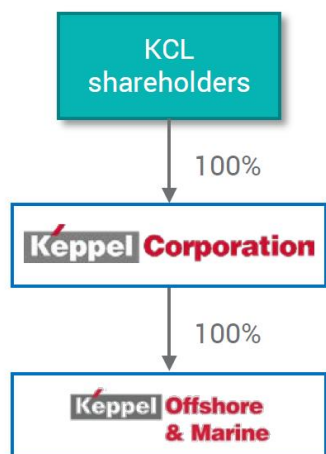 KCL
shareholders
100%
Keppel Corporation
100%
Keppel Offshore
& Marine